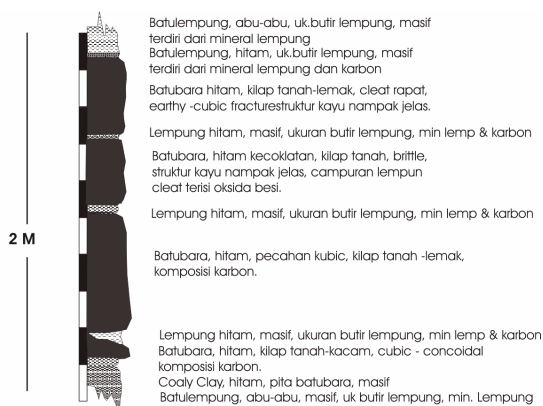 Batulempung, abu-abu, uk.butir lempung, masif
terdiri dari mineral lempung
Batulempung, hitam, uk.butir lempung, masif
terdiri dari mineral lempung dan karbon
Batubara hitam, kilap tanah-lemak, cleat rapat,
earthy -cubic fracturestruktur kayu nampak jelas.
Lempung hitam, masif, ukuran butir lempung, min lemp & karbon
Batubara, hitam kecoklatan, kilap tanah, brittle,
struktur kayu nampak jelas, campuran lempun
cleat terisi oksida besi.
Lempung hitam, masif, ukuran butir lempung, min lemp & karbon
2 M
Batubara, hitam, pecahan kubic, kilap tanah -lemak,
komposisi karbon.
Lempung hitam, masif, ukuran butir lempung, min lemp & karbon
Batubara, hitam, kilap tanah-kacam, cubic - concoidal
komposisi karbon.
Coaly Clay, hitam, pita batubara, masif
Batulempung, abu-abu, masif, uk butir lempung, min. Lempung